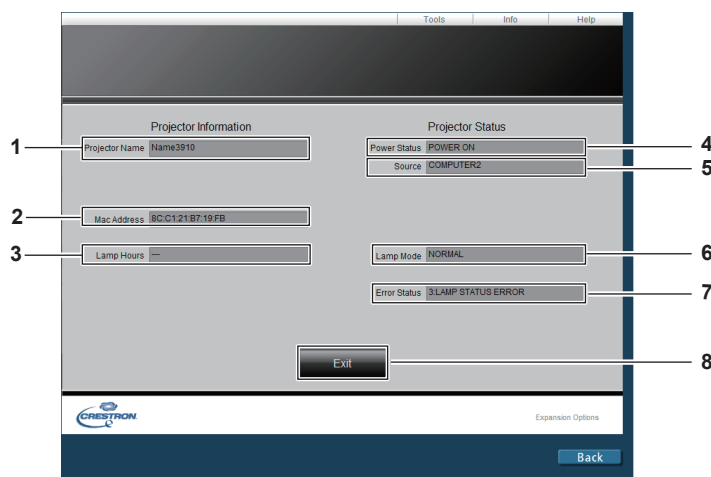 Tools Info Help
Projector Information
Projector Status
1 Projector Name Name3910
Power Status POWER ON 4
Source COMPUTER2 5
2 Mac Address 8C:C1:21:B7:19:FB
3 Lamp Hours ---
Lamp Mode NORMAL 6
Error Status 3:LAMP STATUS ERROR 7
Exit 8
CRESTRON.
Expansion Options
Back